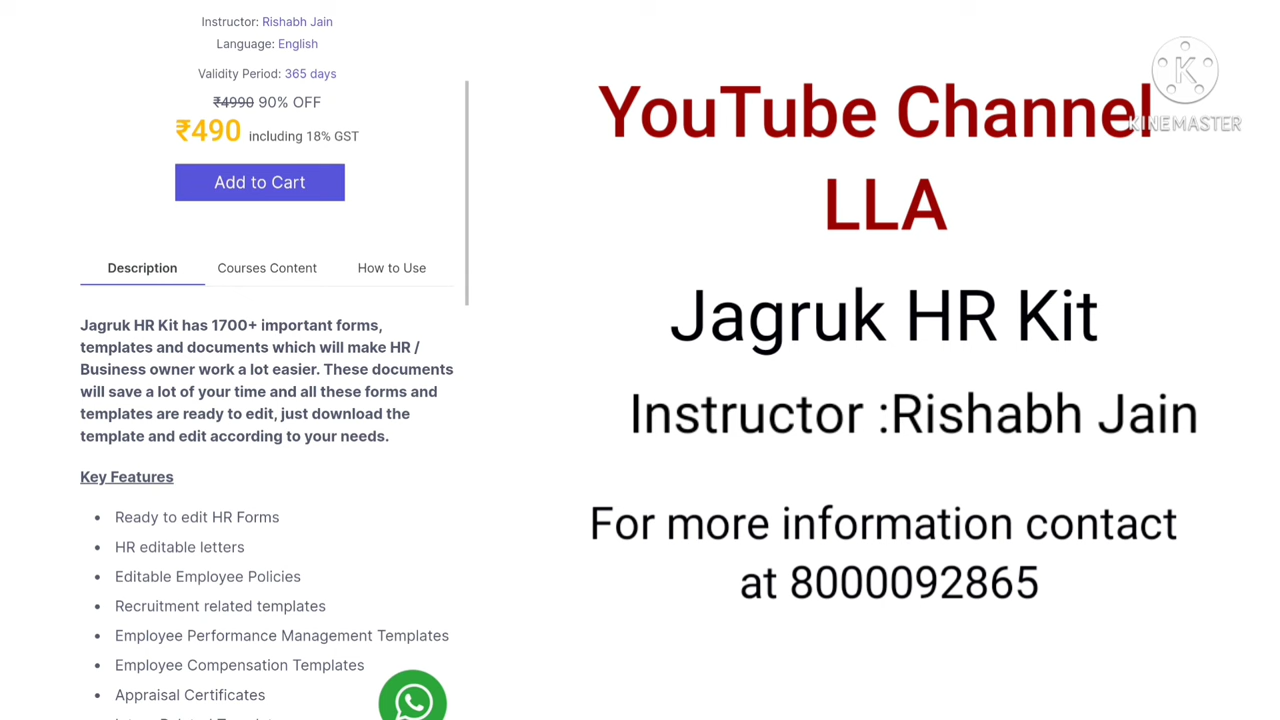 Instructor: Rishabh Jain
Language: English
Validity Period: 365 days
₹4990 90% OFF
₹490 including 18% GST
Add to Cart
Description Courses Content How to Use
Jagruk HR Kit has 1700+ important forms,
templates and documents which will make HR /
Business owner work a lot easier. These documents
will save a lot of your time and all these forms and
templates are ready to edit, just download the
template and edit according to your needs.
Key Features
• Ready to edit HR Forms
• HR editable letters
• Editable Employee Policies
• Recruitment related templates
• Employee Performance Management Templates
• Employee Compensation Templates
• Appraisal Certificates
YouTube Channel
LLA
Jagruk HR Kit
Instructor :Rishabh Jain
For more information contact
at 8000092865
K
KINEMASTER